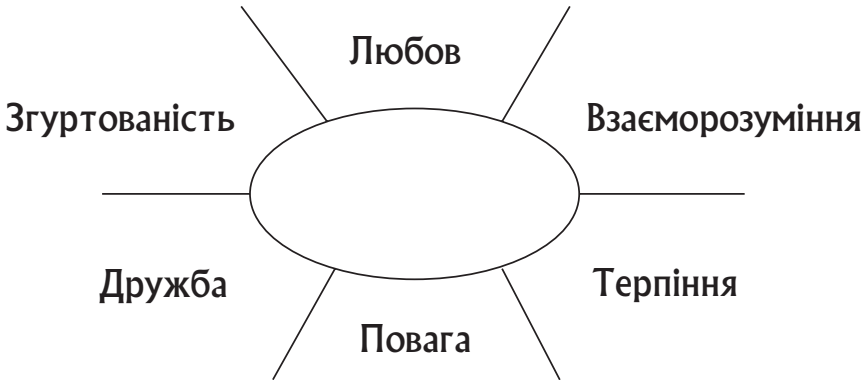 Любов
Згуртованість
Взаєморозуміння
Дружба
Терпіння
Повага